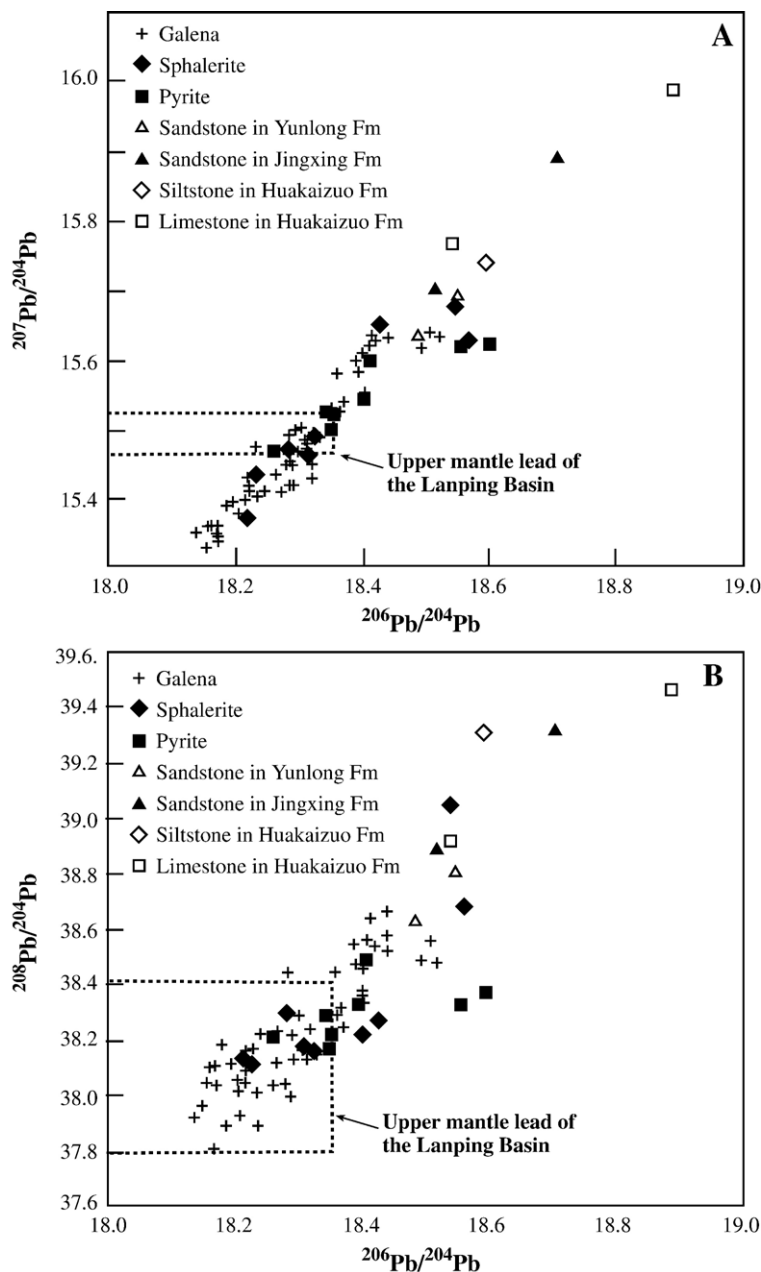 A
Galena
Sphalerite
Pyrite
Sandstone in Yunlong Fm
Sandstone in Jingxing Fm
Siltstone in Huakaizuo Fm
Limestone in Huakaizuo Fm
16.0
15.8
15.6
15.4
207Pb/204Pb
Upper mantle lead of
the Lanping Basin
18.0 18.2 18.4 18.6 18.8 19.0
206Pb/204Pb
B
39.6.
Galena
Sphalerite
Pyrite
Sandstone in Yunlong Fm
Sandstone in Jingxing Fm
Siltstone in Huakaizuo Fm
Limestone in Huakaizuo Fm
39.4
39.2
39.0
38.8
38.6
38.4
38.2
38.0
37.8
37.6
208Pb/204Pb
Upper mantle lead of
the Lanping Basin
18.0 18.2 18.4 18.6 18.8 19.0
206Pb/204Pb